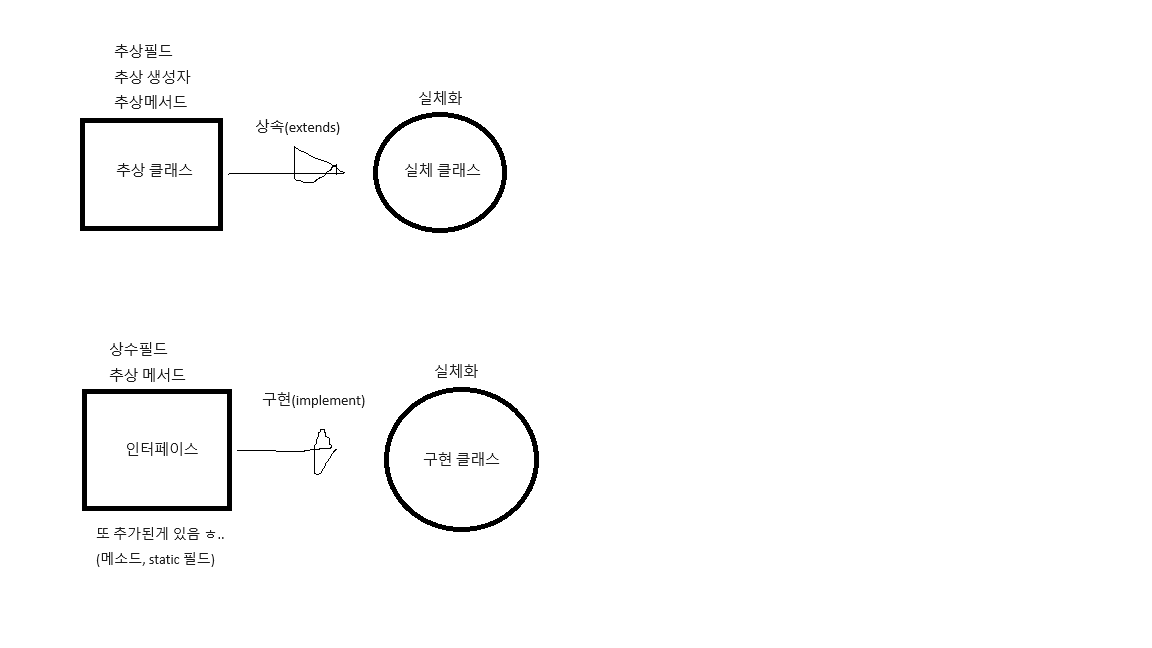 추상필드
추상 생성자
추상메서드
추상 클래스
상속(extends)
실체화
실체 클래스
상수필드
추상 메서드
인터페이스
또 추가된게 있음 ㅎ..
(메소드, static 필드)
구현(implement)
실체화
구현 클래스